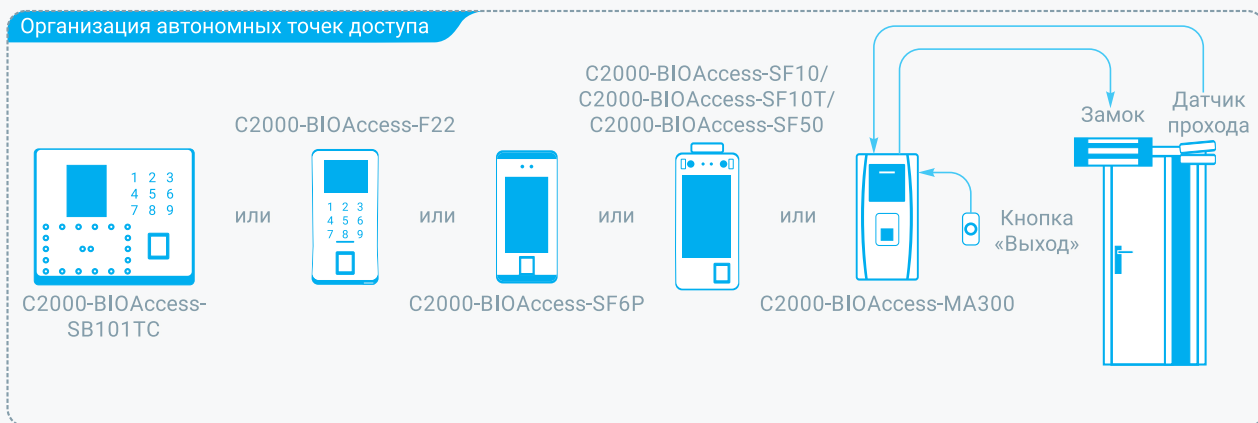 Организация автономных точек доступа
C2000-BIOAccess-SF10/
C2000-BIOAccess-SF10T/
C2000-BIOAccess-SF50
C2000-BIOAccess-F22
Замок
Датчик
прохода
1 2 3
4 5 6
7 8 9
или
1 2 3
4 5 6
7 8 9
или
или
или
Кнопка
«Выход»
C2000-BIOAccess-
SB101TC
C2000-BIOAccess-SF6P
C2000-BIOAccess-MA300